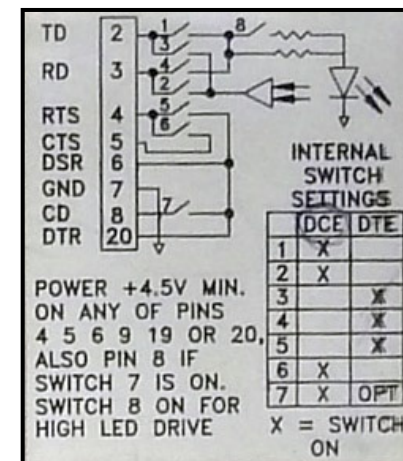 TD 2 1 3 8
RD 3 4 2
RTS 4 5 6
CTS 5
DSR 6
GND 7
CD 8 7
DTR 20
INTERNAL
SWITCH
SETTINGS
DCE DTE
1 X
2 X
3 X
4 X
5 X
6 X
7 X OPT
X = SWITCH
ON
POWER +4.5V MIN.
ON ANY OF PINS
4 5 6 9 19 OR 20,
ALSO PIN 8 IF
SWITCH 7 IS ON.
SWITCH 8 ON FOR
HIGH LED DRIVE